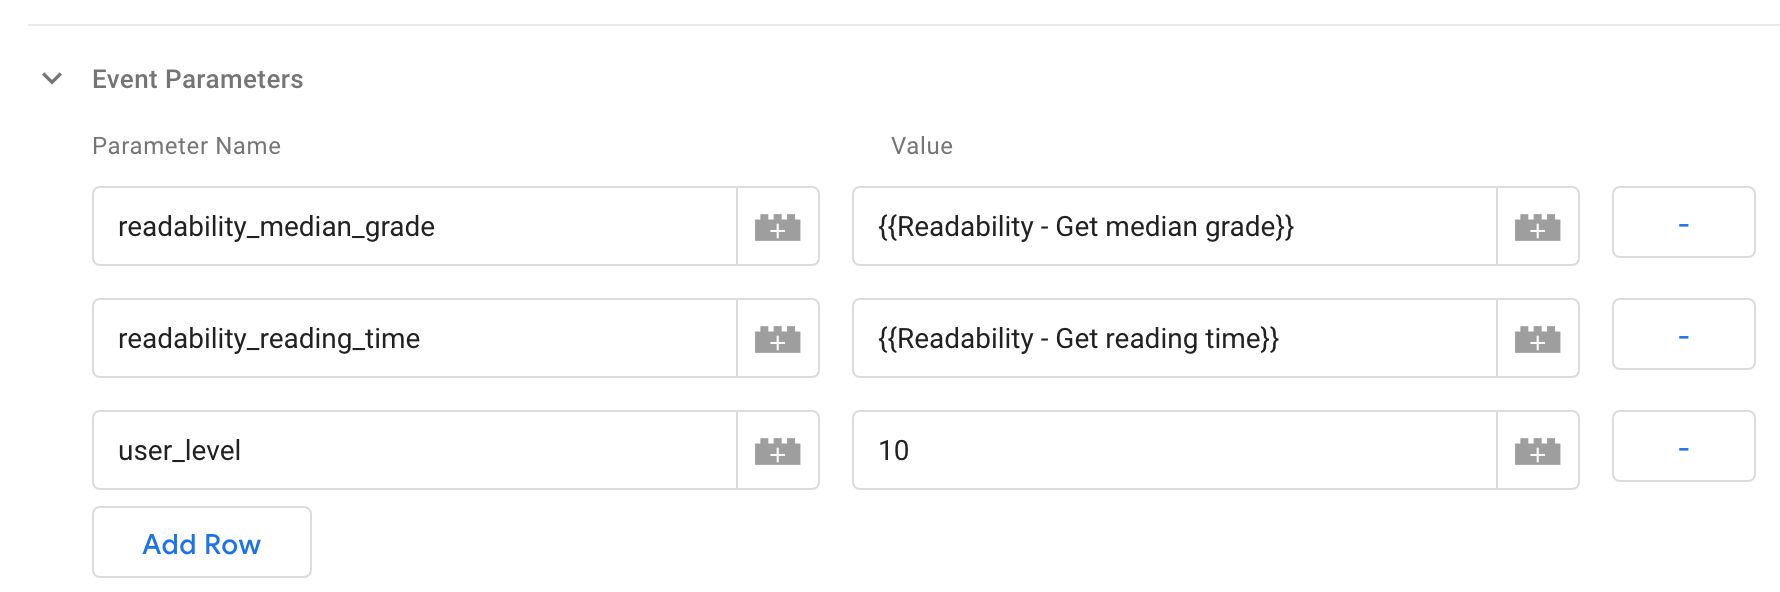 Event Parameters
Parameter Name Value
readability_median_grade {{Readability - Get median grade}} -
readability_reading_time {{Readability - Get reading time}} -
user_level 10 -
Add Row